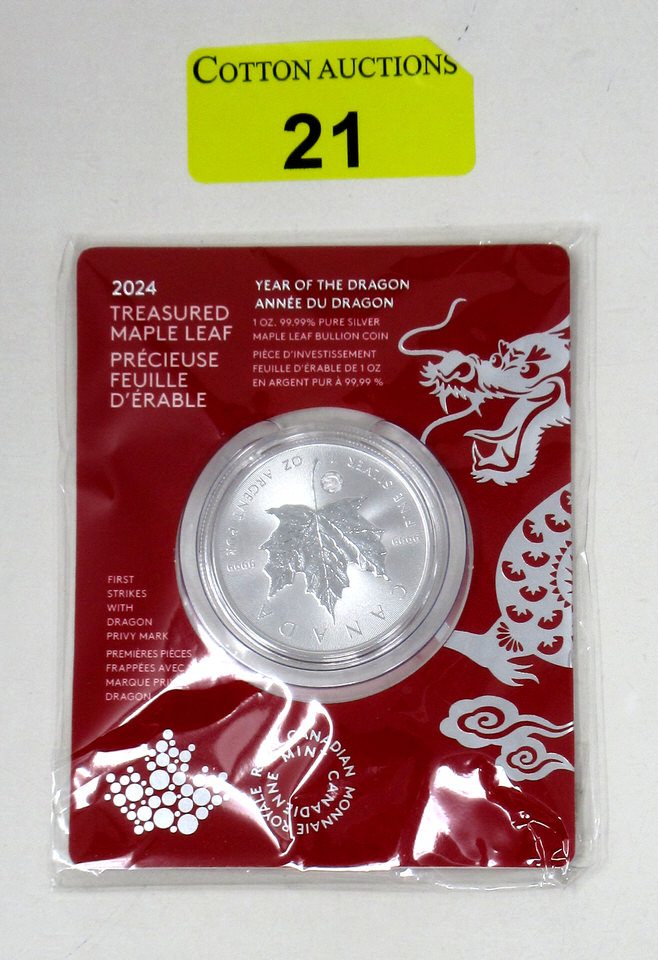 COTTON AUCTIONS
21
2024
TREASURED
MAPLE LEAF
PRÉCIEUSE
FEUILLE
D'ÉRABLE
YEAR OF THE DRAGON
ANNÉE DU DRAGON
1 OZ. 99.99% PURE SILVER
MAPLE LEAF BULLION COIN
PIÈCE D'INVESTISSEMENT
FEUILLE D'ÉRABLE DE 1 OZ
EN ARGENT PUR À 99,99 %
CANADA
9999
FINE SILVER 1 OZ ARGENT PUR
9999
FIRST
STRIKES
WITH
DRAGON
PRIVY MARK
PREMIÈRES PIÈCES
FRAPPÉES AVEC
MARQUE
DRAGON
CANADIAN
MINT
MONNAIE ROYALE
CANADIENNE